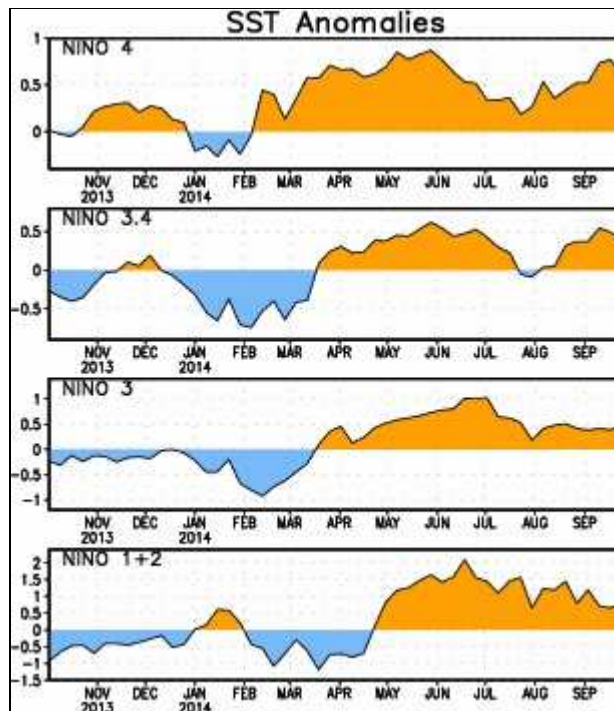 SST Anomalies
NINO 4
1
0.5
0
NOV DEC JAN FEB MAR APR MAY JUN JUL AUG SEP
2013 2014
NINO 3.4
0.5
0
-0.5
NOV DEC JAN FEB MAR APR MAY JUN JUL AUG SEP
2013 2014
NINO 3
1
0.5
0
-0.5
-1
NOV DEC JAN FEB MAR APR MAY JUN JUL AUG SEP
2013 2014
NINO 1+2
2
1.5
1
0.5
0
-0.5
-1
-1.5
NOV DEC JAN FEB MAR APR MAY JUN JUL AUG SEP
2013 2014